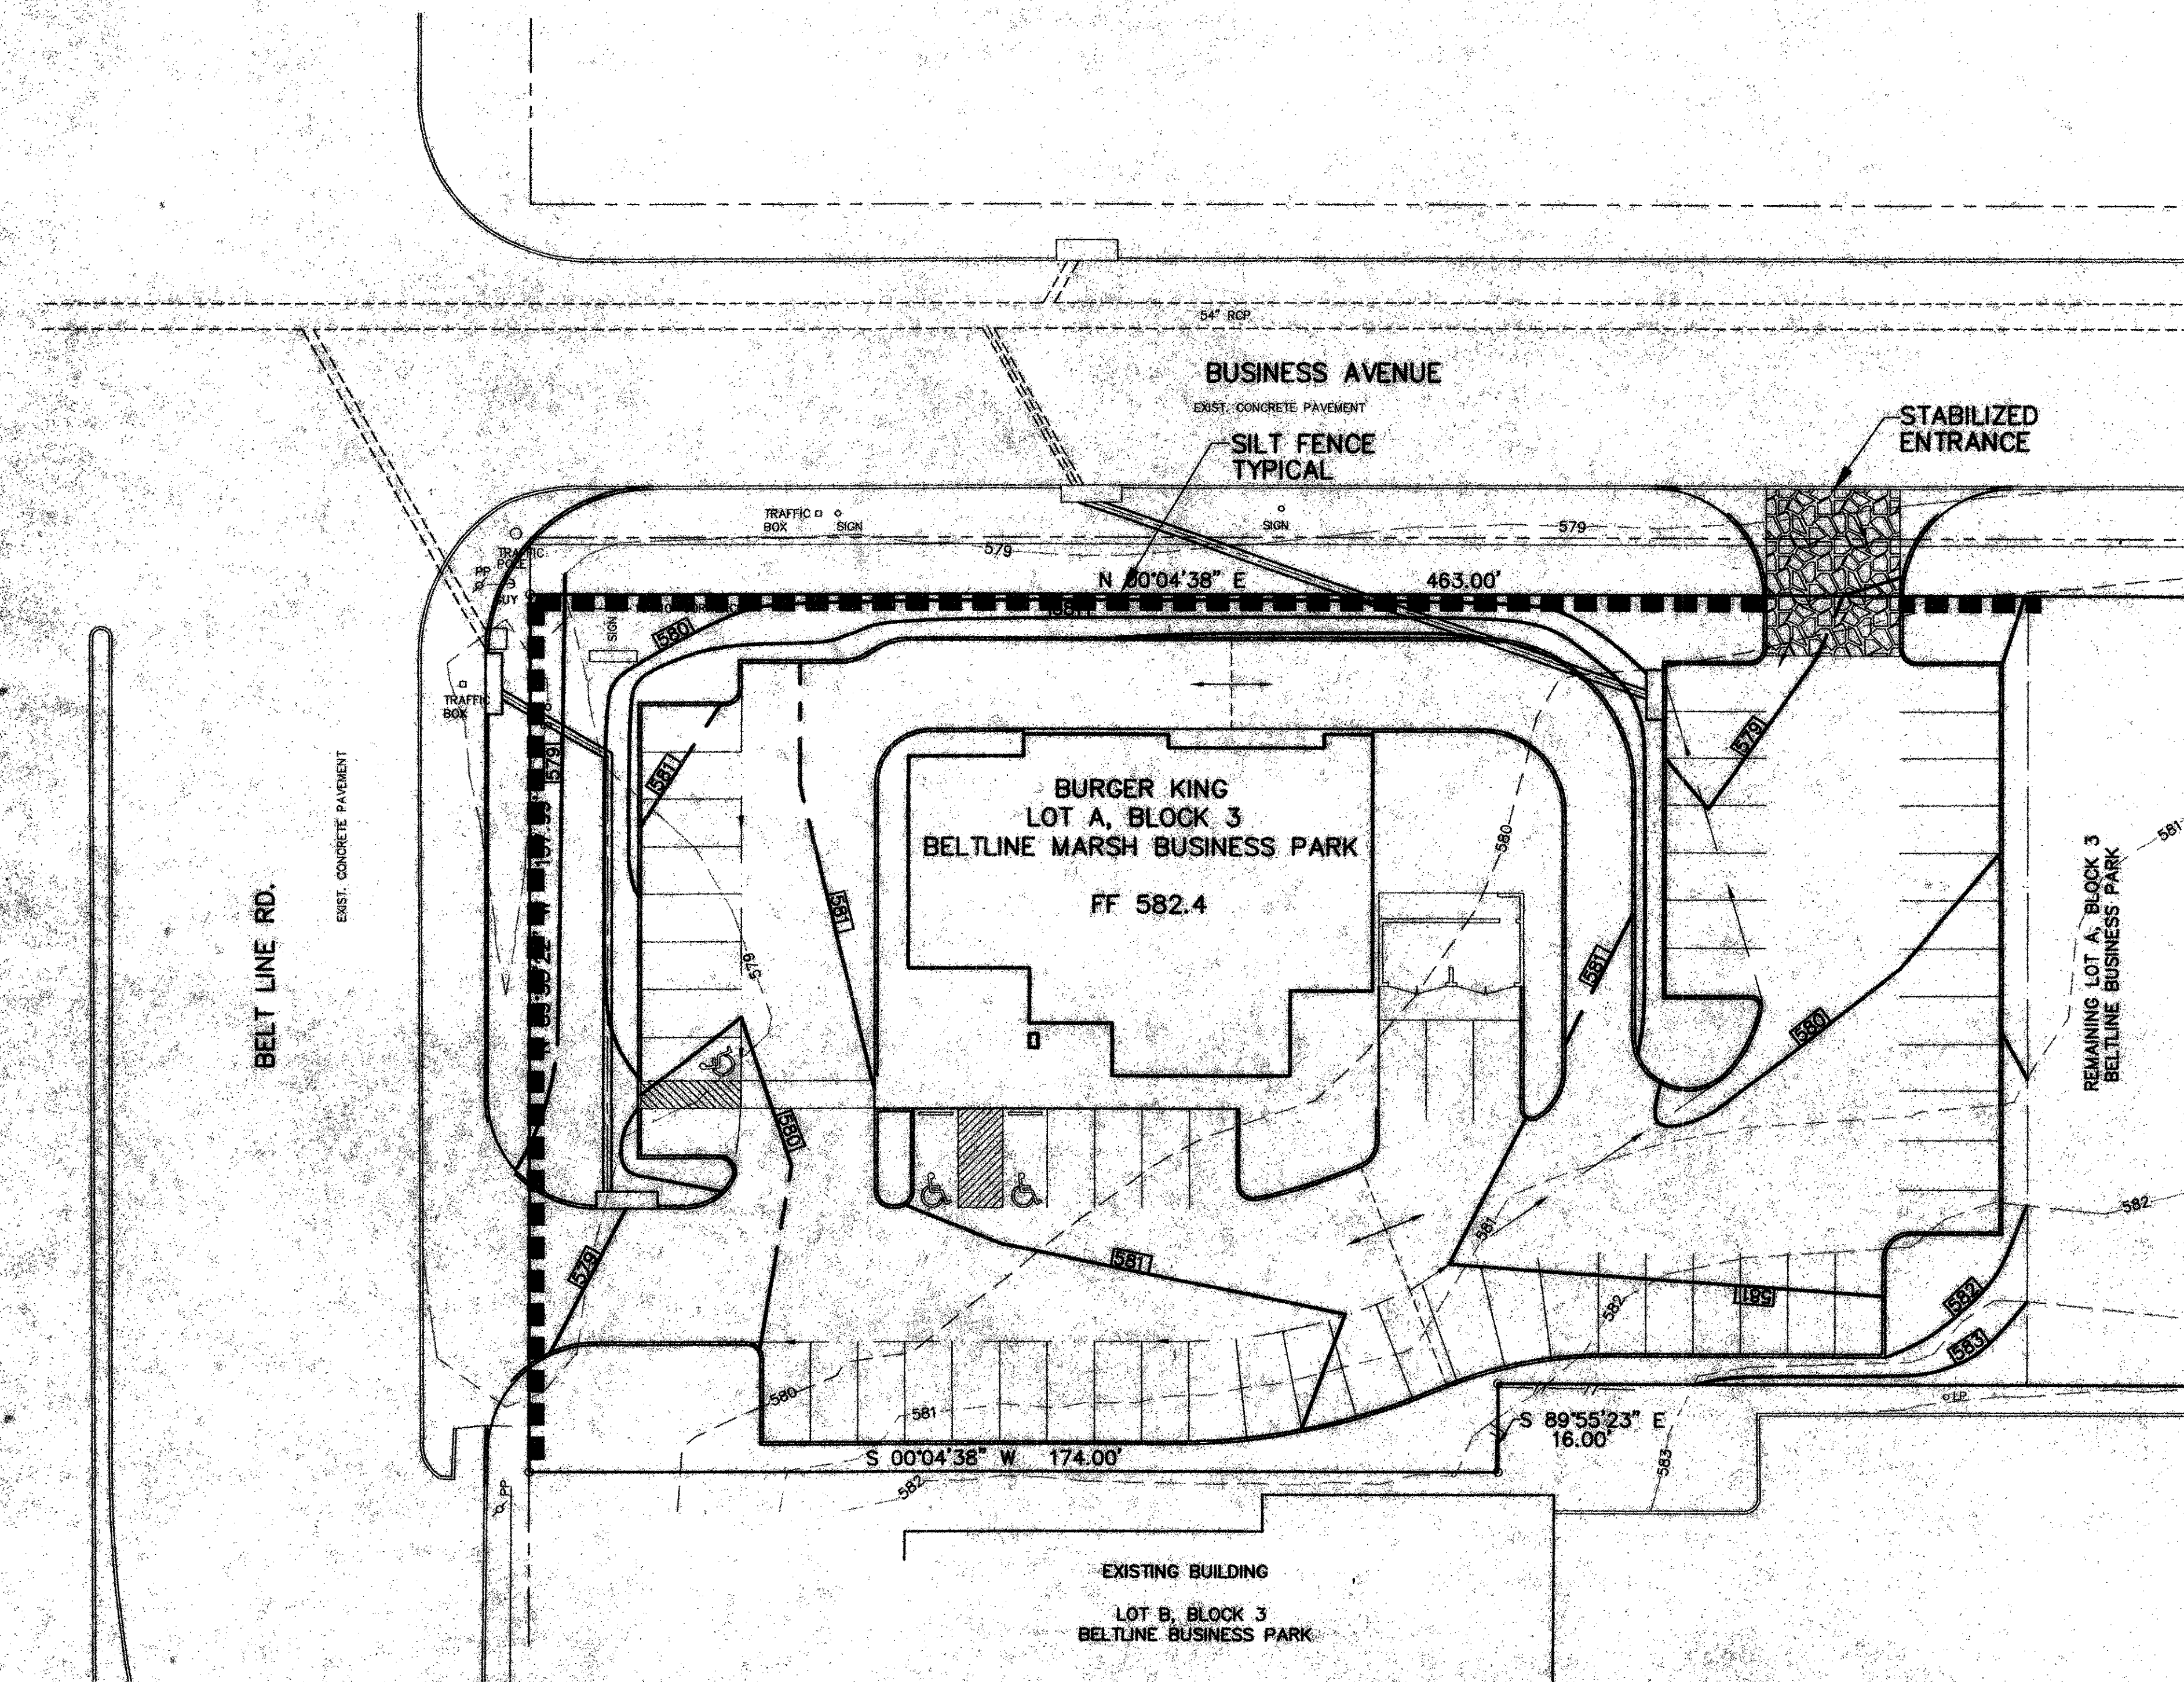 54" RCP
BUSINESS AVENUE
EXIST. CONCRETE PAVEMENT
SILT FENCE
TYPICAL
STABILIZED
ENTRANCE
TRAFFIC
BOX
SIGN
SIGN
579
579
TRAFFIC
POLE
PP
N 00°04'38" E
463.00'
580
SIGN
TRAFFIC
BOX
579
581
579
EXIST. CONCRETE PAVEMENT
BELT LINE RD.
BURGER KING
LOT A, BLOCK 3
BELTLINE MARSH BUSINESS PARK
FF 582.4
580
581
581
579
581
580
REMAINING LOT A, BLOCK 3
BELTLINE BUSINESS PARK
581
582
580
579
581
581
582
581
582
583
580
581
LP
S 89°55'23" E
16.00'
S 00°04'38" W 174.00'
582
583
PP
EXISTING BUILDING
LOT B, BLOCK 3
BELTLINE BUSINESS PARK